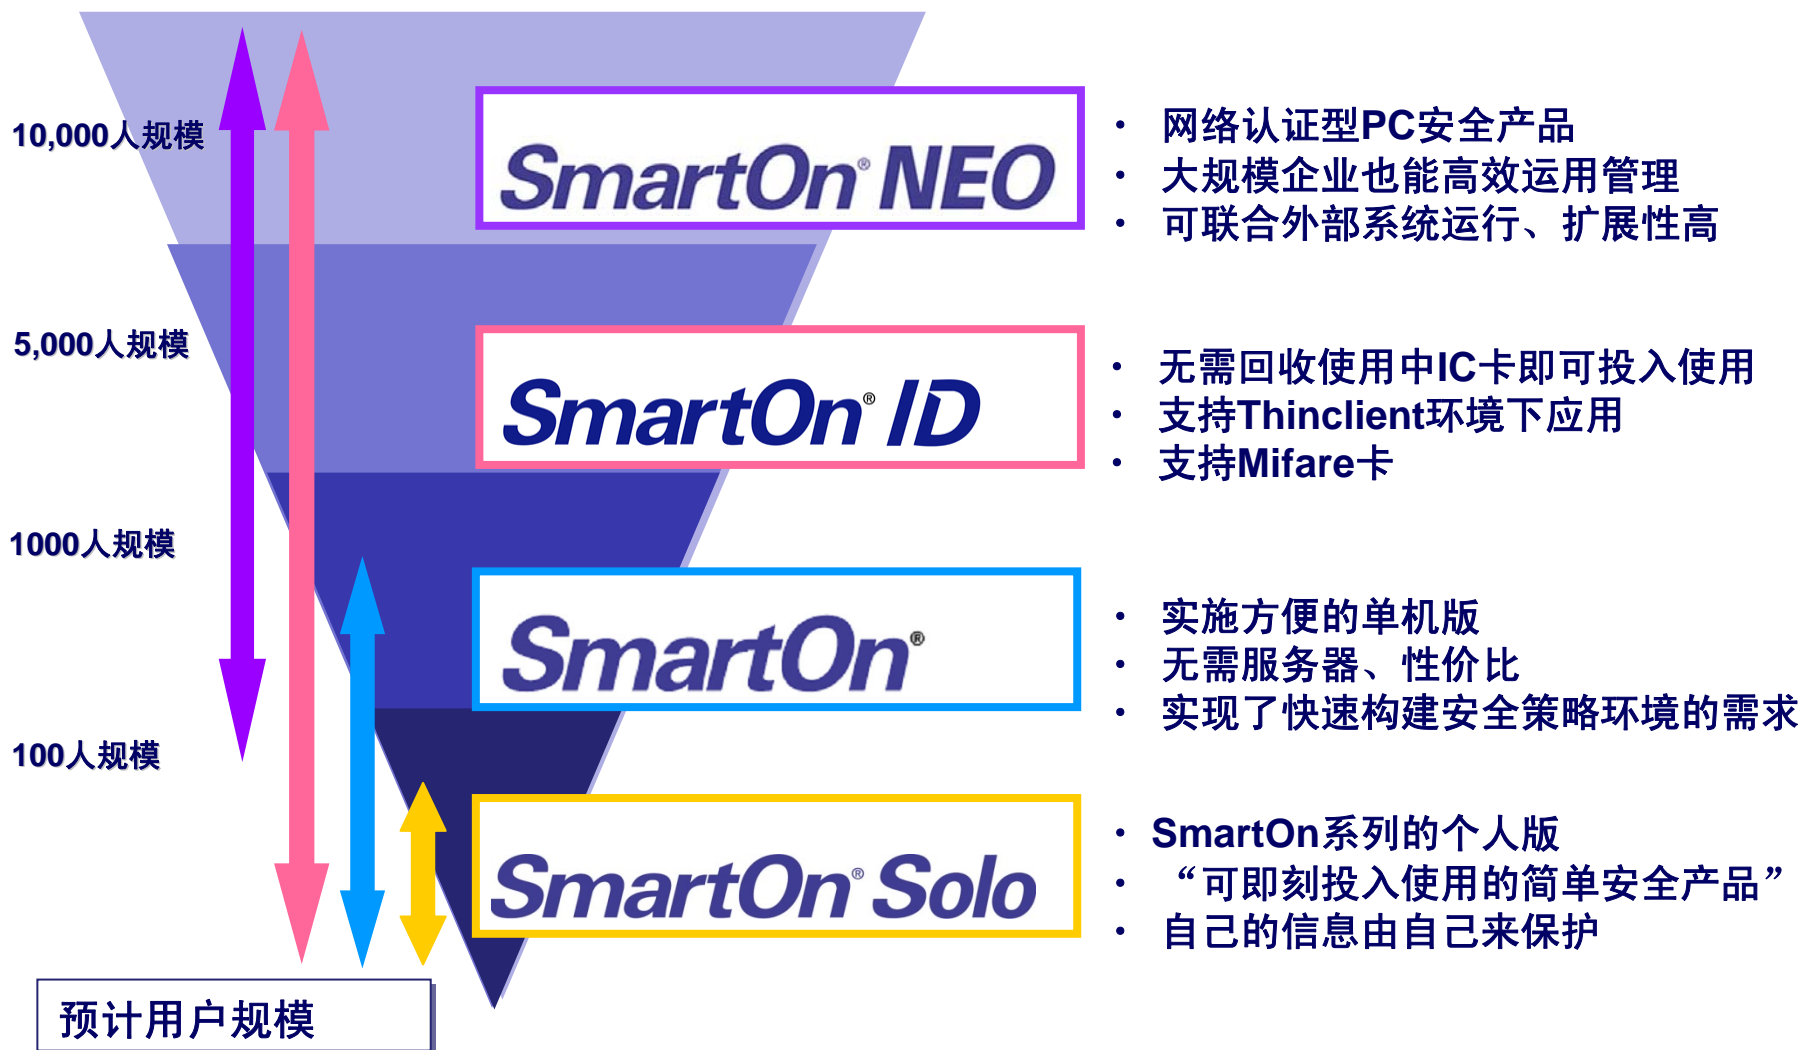 10,000人规模
SmartOn® NEO
· 网络认证型PC安全产品
· 大规模企业也能高效运用管理
· 可联合外部系统运行、扩展性高
5,000人规模
SmartOn® ID
· 无需回收使用中IC卡即可投入使用
· 支持Thinclient环境下应用
· 支持Mifare卡
1000人规模
SmartOn®
· 实施方便的单机版
· 无需服务器、性价比
· 实现了快速构建安全策略环境的需求
100人规模
SmartOn® Solo
· SmartOn系列的个人版
· “可即刻投入使用的简单安全产品”
· 自己的信息由自己来保护
预计用户规模